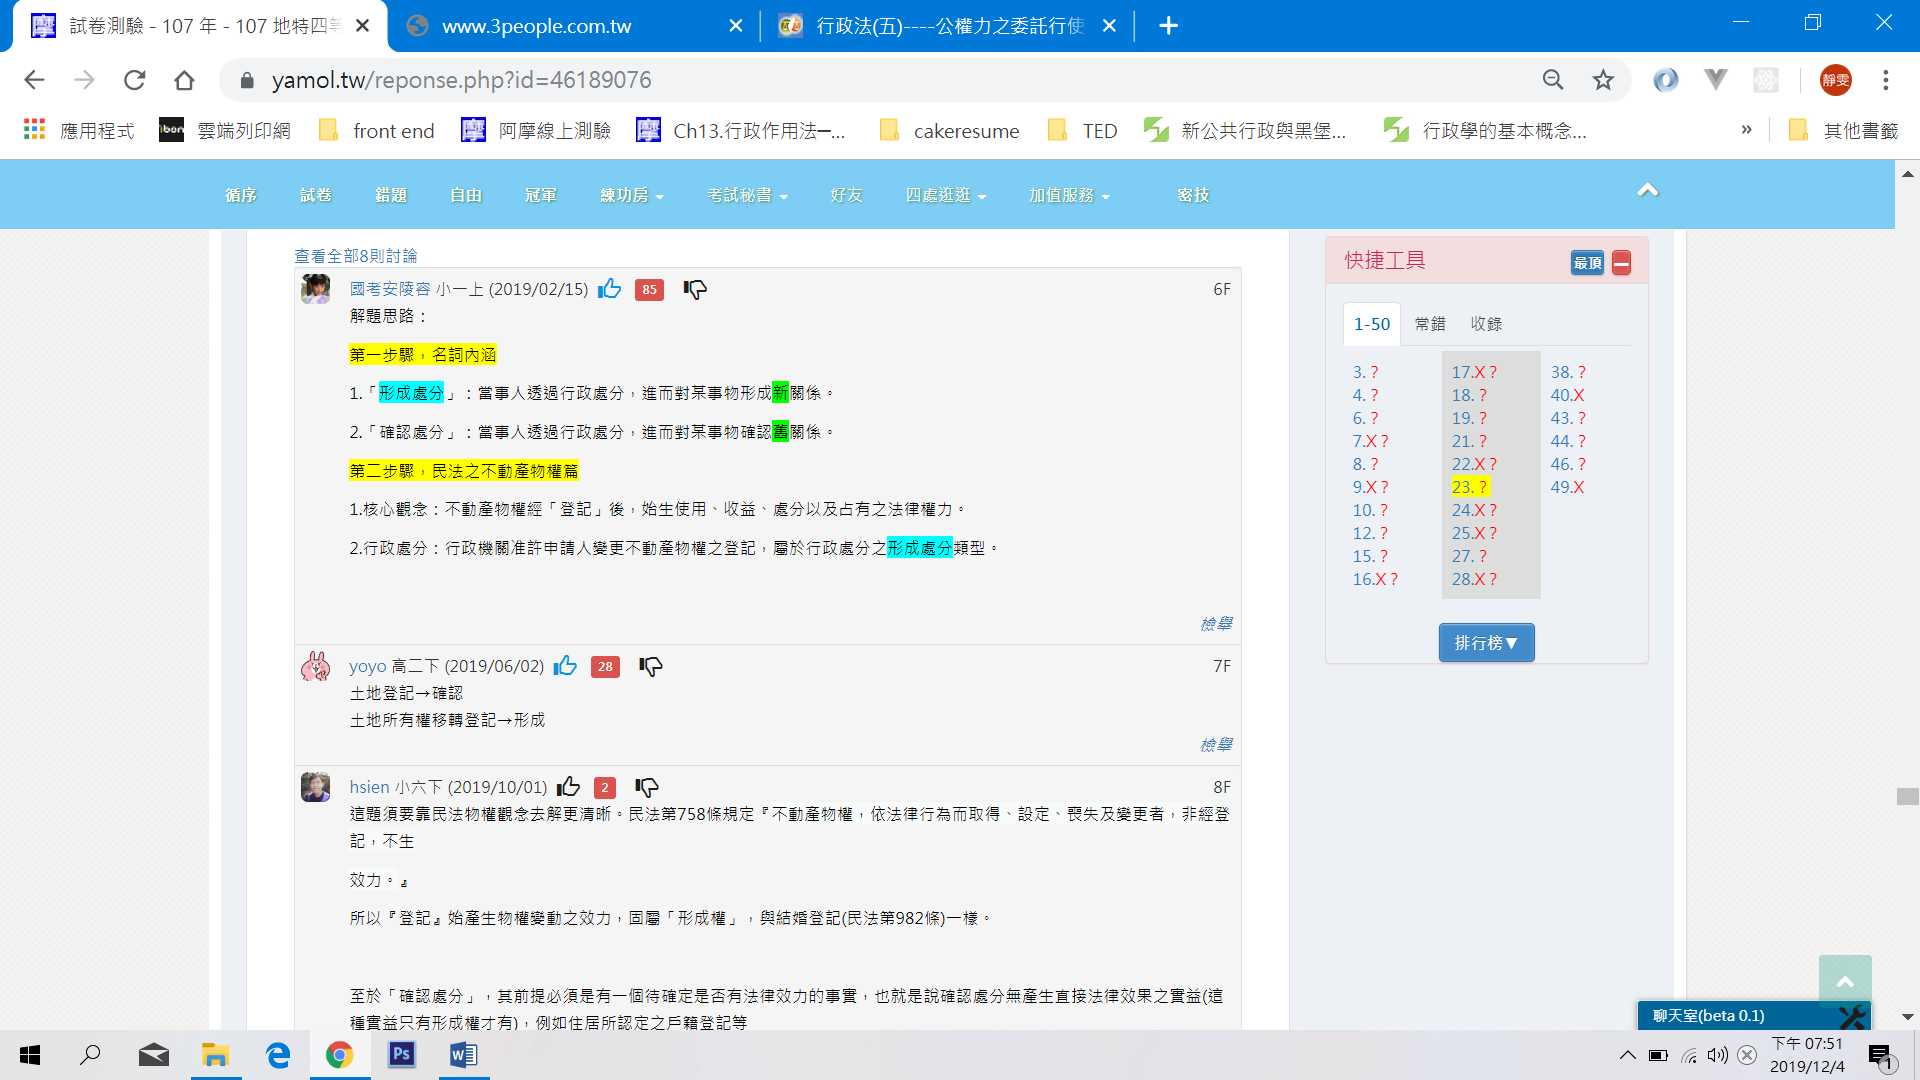 試卷測驗 - 107 年 - 107 地特四等
www.3people.com.tw
行政法(五)----公權力之委託行使
yamol.tw/reponse.php?id=46189076
靜雯
應用程式
ibon
雲端列印網
front end
阿摩線上測驗
Ch13.行政作用法─...
cakeresume
TED
新公共行政與黑堡...
行政學的基本概念...
»
其他書籤
循序
試卷
錯題
自由
冠軍
練功房
考試秘書
好友
四處逛逛
加值服務
密技
查看全部8則討論
國考安陵容 小一上 (2019/02/15) 85 6F
解題思路：
第一步驟，名詞內涵
1.「形成處分」：當事人透過行政處分，進而對某事物形成新關係。
2.「確認處分」：當事人透過行政處分，進而對某事物確認舊關係。
第二步驟，民法之不動產物權篇
1.核心觀念：不動產物權經「登記」後，始生使用、收益、處分以及占有之法律權力。
2.行政處分：行政機關准許申請人變更不動產物權之登記，屬於行政處分之形成處分類型。
檢舉
yoyo 高二下 (2019/06/02) 28 7F
土地登記→確認
土地所有權移轉登記→形成
檢舉
hsien 小六下 (2019/10/01) 2 8F
這題須要靠民法物權觀念去解更清晰。民法第758條規定『不動產物權，依法律行為而取得、設定、喪失及變更者，非經登
記，不生
效力。』
所以『登記』始產生物權變動之效力，固屬「形成權」，與結婚登記(民法第982條)一樣。
至於「確認處分」，其前提必須是有一個待確定是否有法律效力的事實，也就是說確認處分無產生直接法律效果之實益(這
種實益只有形成權才有)，例如住居所認定之戶籍登記等
快捷工具
最頂
1-50
常錯
收錄
3. ?
4. ?
6. ?
7.X ?
8. ?
9.X ?
10. ?
12. ?
15. ?
16.X ?
17.X ?
18. ?
19. ?
21. ?
22.X ?
23. ?
24.X ?
25.X ?
27. ?
28.X ?
38. ?
40.X
43. ?
44. ?
46. ?
49.X
排行榜▼
聊天室(beta 0.1)
Ps
下午 07:51
2019/12/4
1